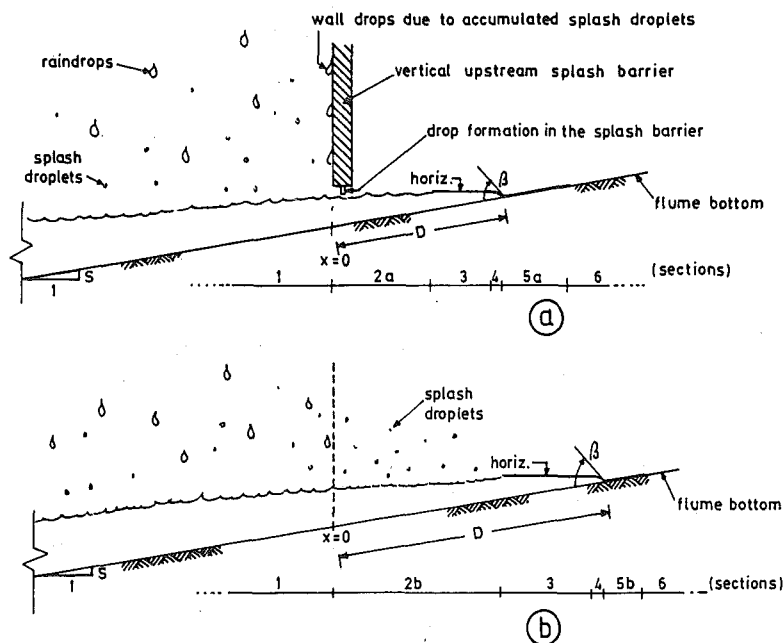 wall drops due to accumulated splash droplets
raindrops
vertical upstream splash barrier
drop formation in the splash barrier
splash
droplets
horiz.
β
flume bottom
D
S
1
x=0
1 2a 3 4 5a 6 (sections)
a
splash
droplets
horiz.
β
flume bottom
D
x=0
S
1
1 2b 3 4 5b 6 (sections)
b